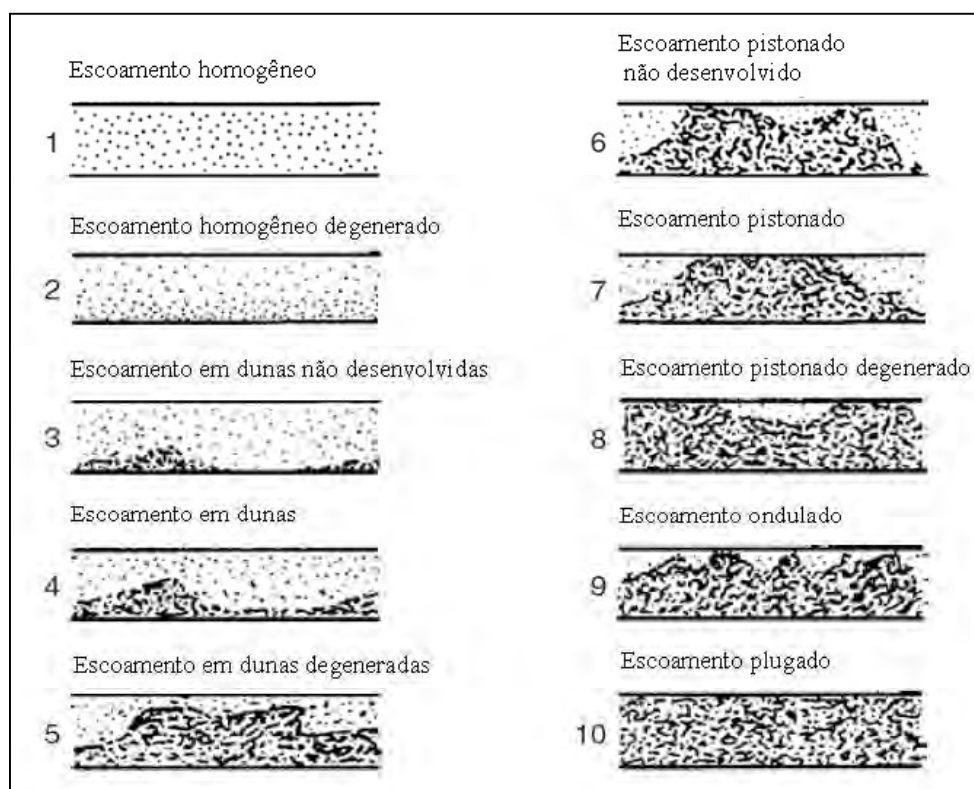 Escoamento homogêneo
1
Escoamento homogêneo degenerado
2
Escoamento em dunas não desenvolvidas
3
Escoamento em dunas
4
Escoamento em dunas degeneradas
5
Escoamento pistonado
não desenvolvido
6
Escoamento pistonado
7
Escoamento pistonado degenerado
8
Escoamento ondulado
9
Escoamento plugado
10